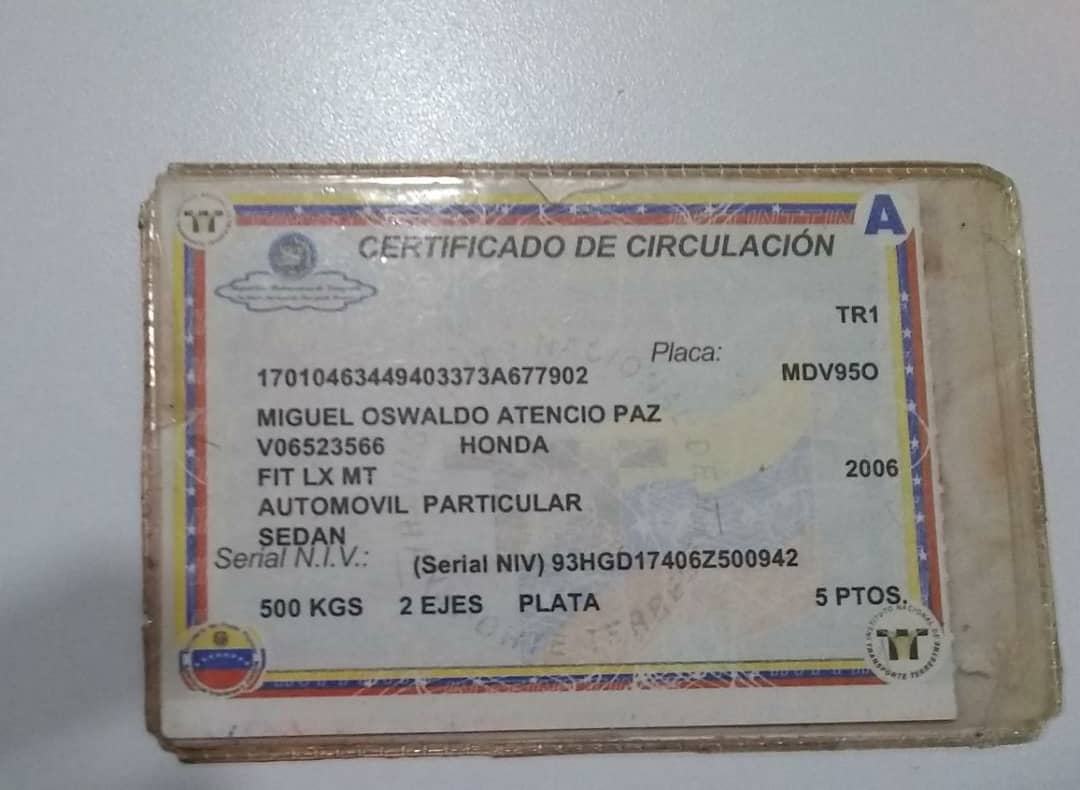 A
CERTIFICADO DE CIRCULACIÓN
TR1
Placa:
17010463449403373A677902 MDV95O
MIGUEL OSWALDO ATENCIO PAZ
V06523566 HONDA
FIT LX MT 2006
AUTOMOVIL PARTICULAR
SEDAN
Serial N.I.V.: (Serial NIV) 93HGD17406Z500942
500 KGS 2 EJES PLATA 5 PTOS.
INSTITUTO NACIONAL DE TRANSPORTE TERRESTRE